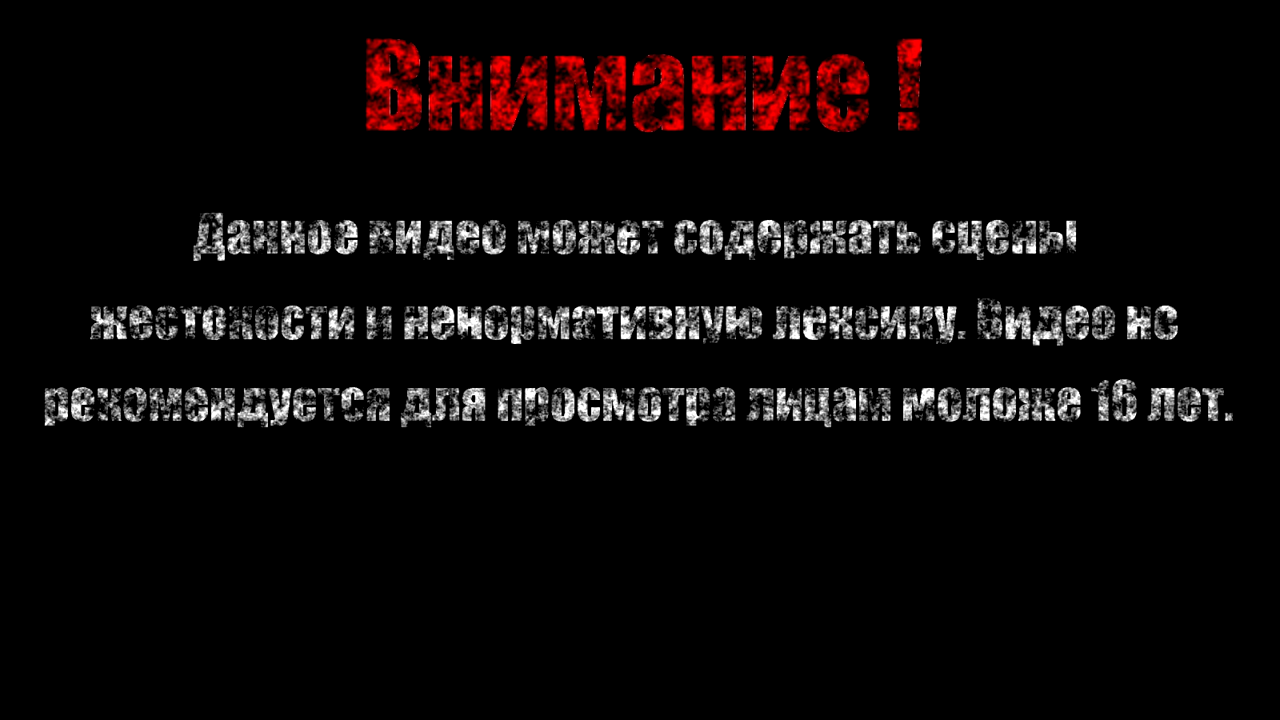 Внимание !
Данное видео может содержать сцены
жестокости и ненормативную лексику. Видео не
рекомендуется для просмотра лицам моложе 16 лет.